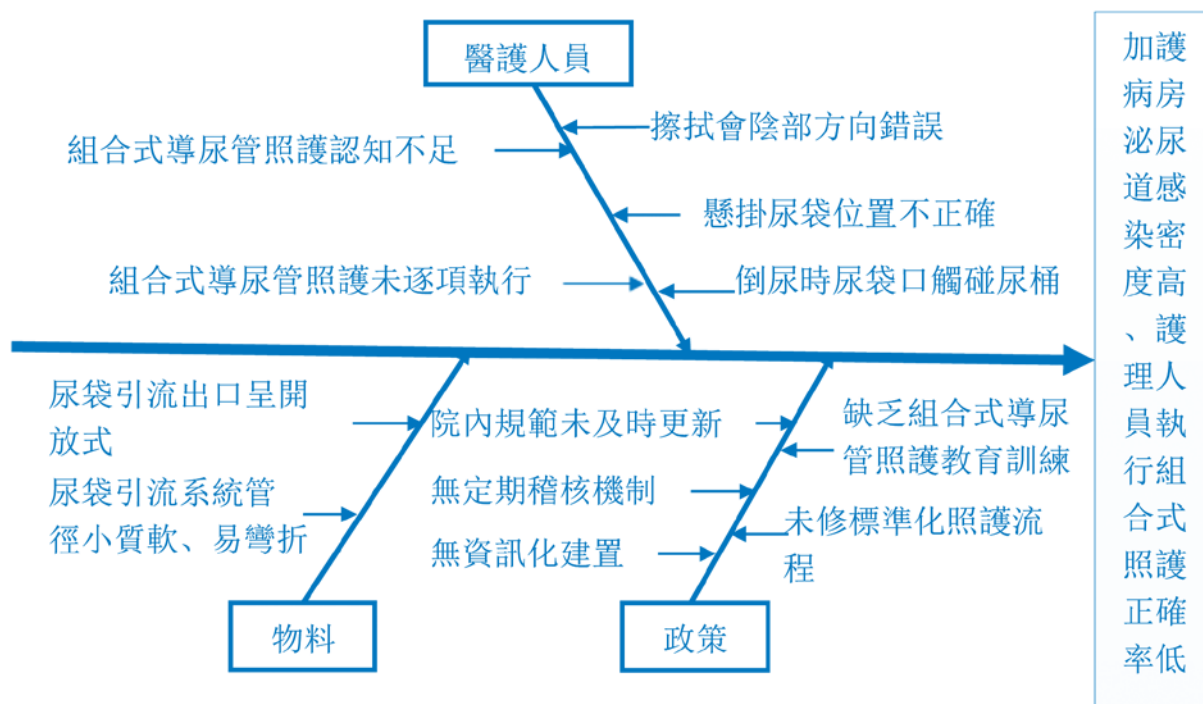 醫護人員
擦拭會陰部方向錯誤
組合式導尿管照護認知不足
懸掛尿袋位置不正確
組合式導尿管照護未逐項執行
倒尿時尿袋口觸碰尿桶
尿袋引流出口呈開
放式
尿袋引流系統管
徑小質軟、易彎折
物料
院內規範未及時更新
無定期稽核機制
無資訊化建置
缺乏組合式導尿
管照護教育訓練
未修標準化照護流
程
政策
加護
病房
泌尿
道感
染密
度高
、護
理人
員執
行組
合式
照護
正確
率低